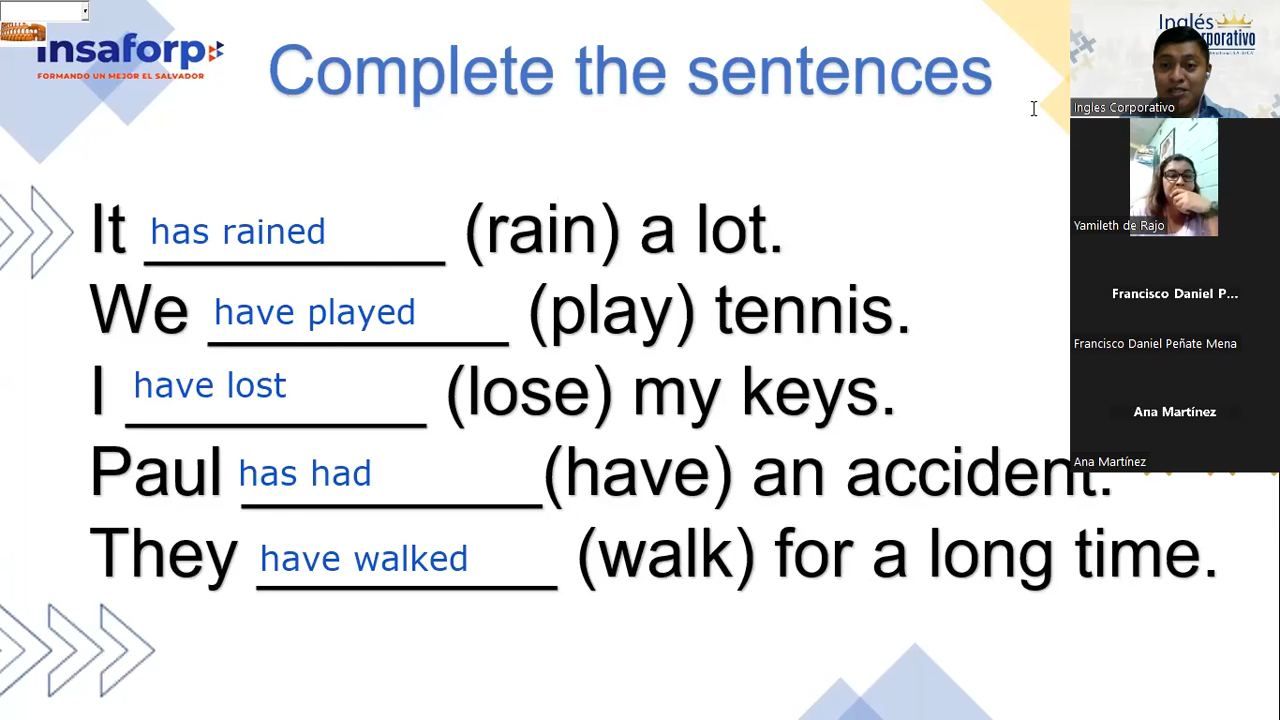 insaforp
FORMANDO UN MEJOR EL SALVADOR
Complete the sentences
Inglés
Ingles Corporativo
Yamileth de Rajo
Francisco Daniel P...
Francisco Daniel Peñate Mena
Ana Martínez
Ana Martínez
It has rained (rain) a lot.
We have played (play) tennis.
I have lost (lose) my keys.
Paul has had (have) an accident.
They have walked (walk) for a long time.